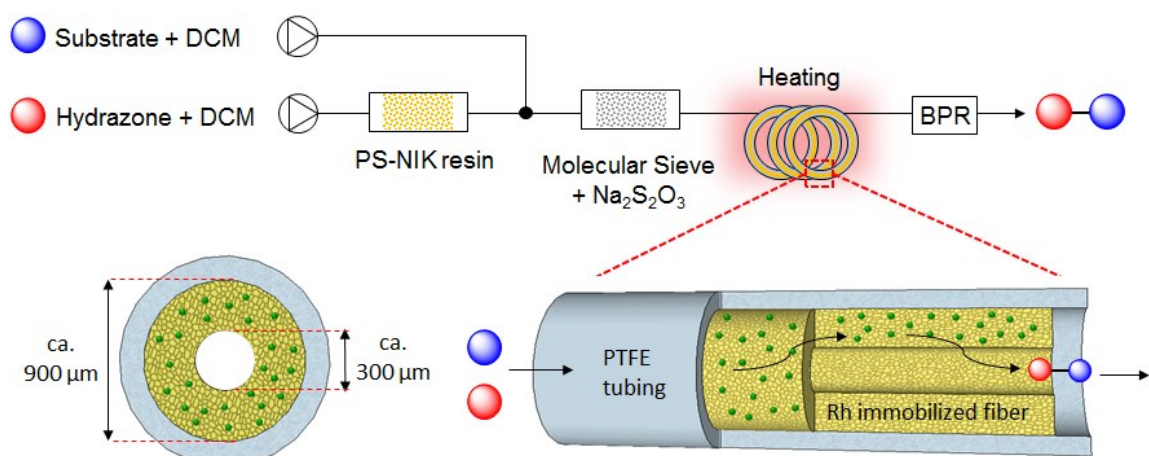 Substrate + DCM
Hydrazone + DCM
PS-NIK resin
Molecular Sieve
+ Na₂S₂O₃
Heating
BPR
ca.
900 µm
ca.
300 µm
PTFE
tubing
Rh immobilized fiber